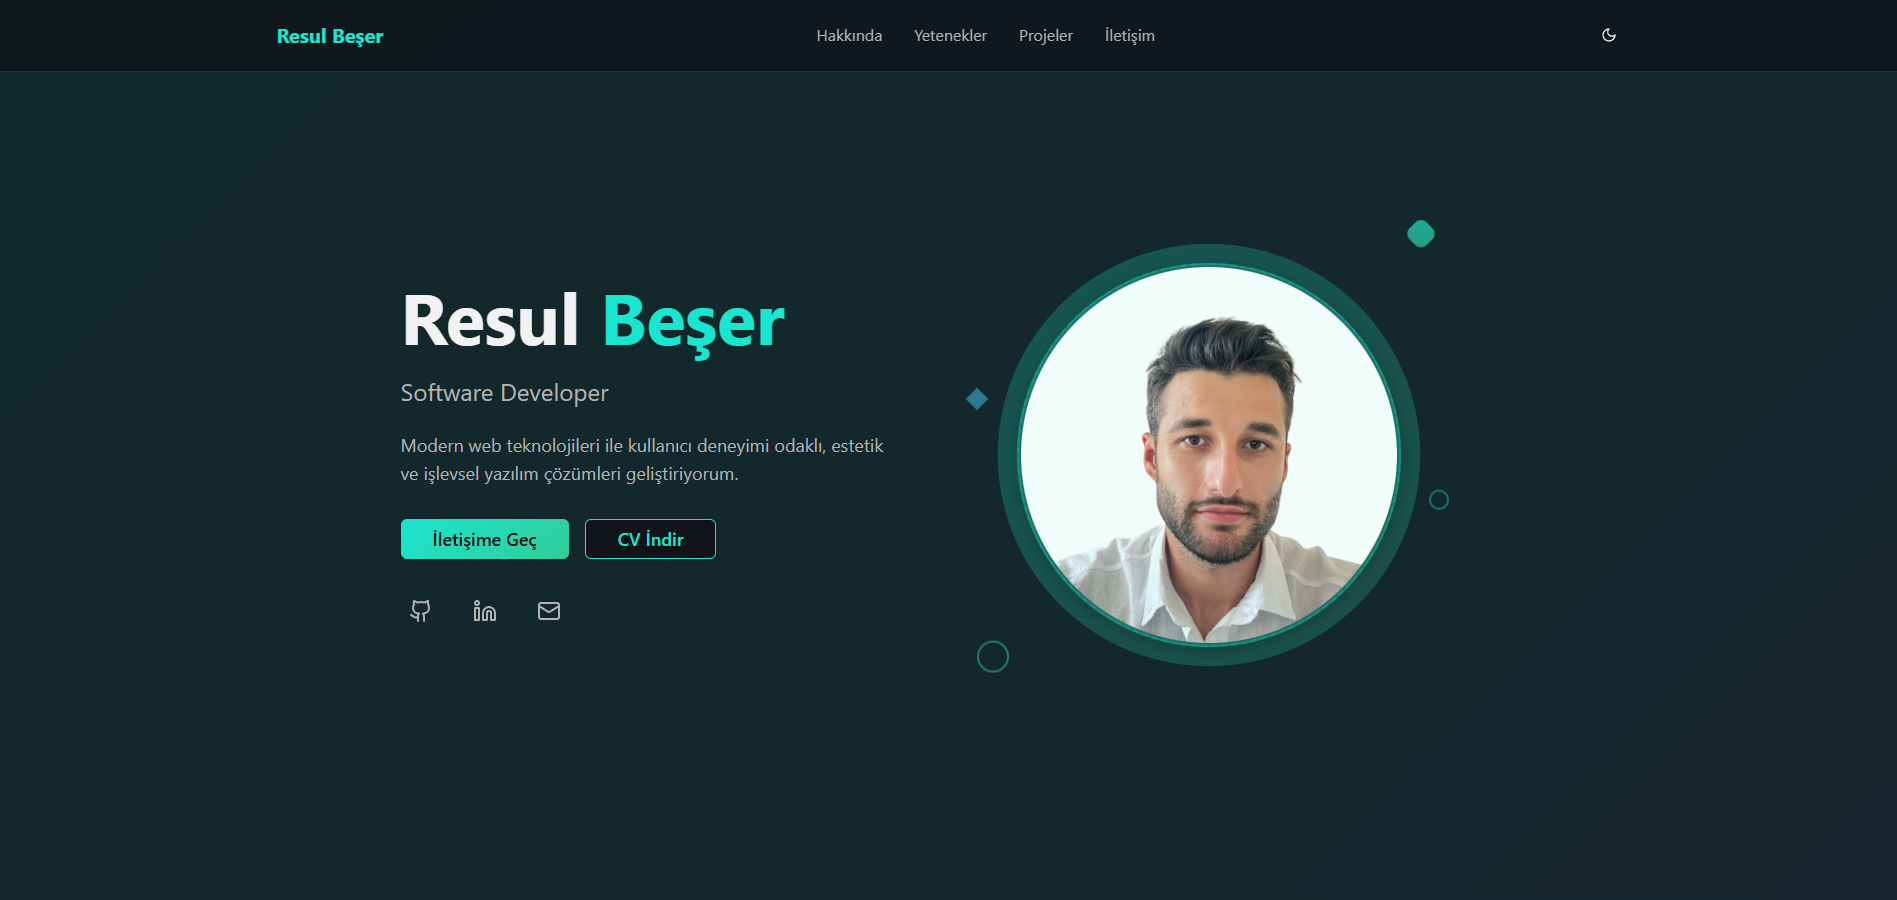 Resul Beşer
Hakkında
Yetenekler
Projeler
İletişim
Resul Beşer
Software Developer
Modern web teknolojileri ile kullanıcı deneyimi odaklı, estetik
ve işlevsel yazılım çözümleri geliştiriyorum.
İletişime Geç
CV İndir